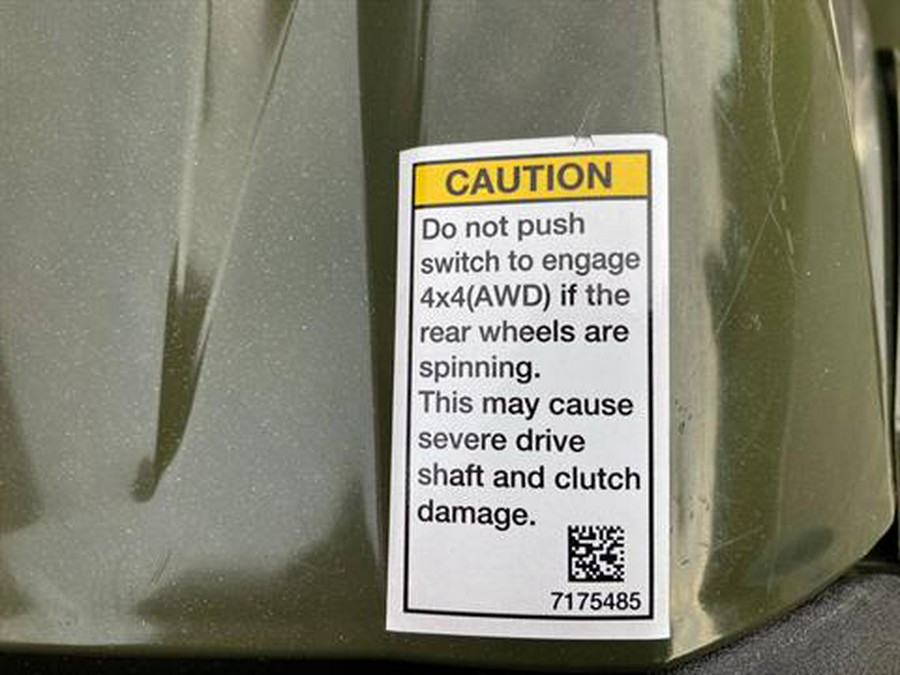 CAUTION
Do not push
switch to engage
4x4(AWD) if the
rear wheels are
spinning.
This may cause
severe drive
shaft and clutch
damage.
7175485